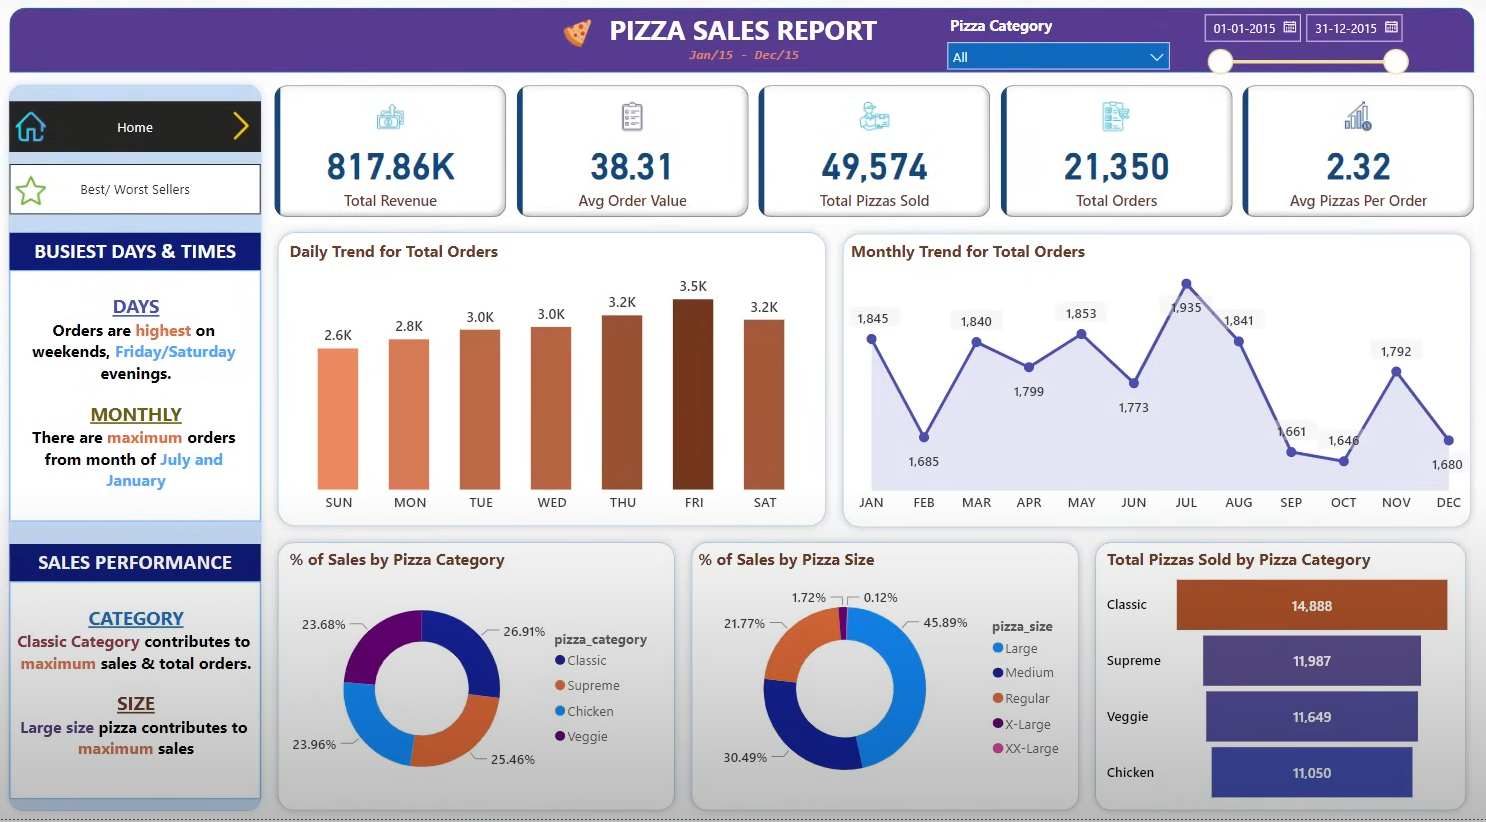 PIZZA SALES REPORT
Jan/15 - Dec/15
Pizza Category
All
01-01-2015
31-12-2015
Home
Best/ Worst Sellers
817.86K
Total Revenue
38.31
Avg Order Value
49,574
Total Pizzas Sold
21,350
Total Orders
2.32
Avg Pizzas Per Order
BUSIEST DAYS & TIMES
DAYS
Orders are highest on
weekends, Friday/Saturday
evenings.
MONTHLY
There are maximum orders
from month of July and
January
SALES PERFORMANCE
CATEGORY
Classic Category contributes to
maximum sales & total orders.
SIZE
Large size pizza contributes to
maximum sales
Daily Trend for Total Orders
2.6K
2.8K
3.0K
3.0K
3.2K
3.5K
3.2K
SUN MON TUE WED THU FRI SAT
Monthly Trend for Total Orders
1,845
1,685
1,840
1,799
1,853
1,773
1,935
1,841
1,661
1,646
1,792
1,680
JAN FEB MAR APR MAY JUN JUL AUG SEP OCT NOV DEC
% of Sales by Pizza Category
23.68%
26.91%
23.96%
25.46%
pizza_category
Classic
Supreme
Chicken
Veggie
% of Sales by Pizza Size
1.72%
0.12%
21.77%
45.89%
30.49%
pizza_size
Large
Medium
Regular
X-Large
XX-Large
Total Pizzas Sold by Pizza Category
Classic 14,888
Supreme 11,987
Veggie 11,649
Chicken 11,050